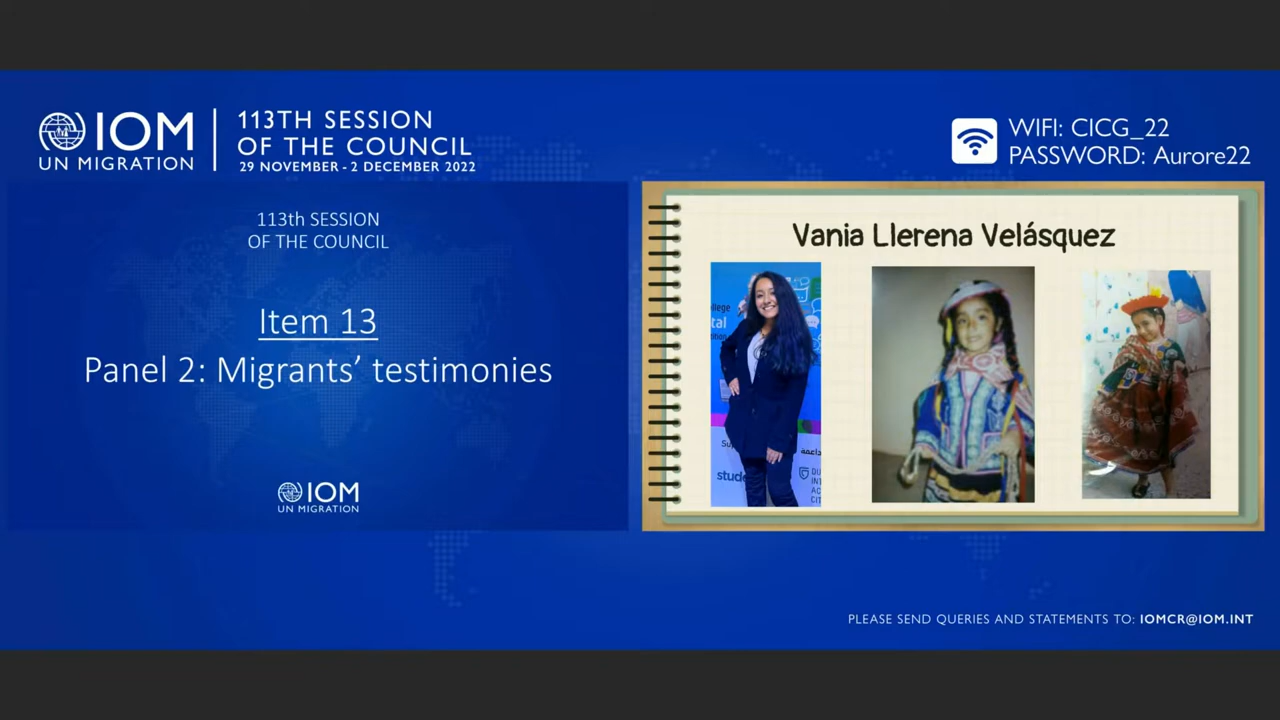 IOM
UN MIGRATION
113TH SESSION
OF THE COUNCIL
29 NOVEMBER - 2 DECEMBER 2022
WIFI: CICG_22
PASSWORD: Aurore22
113th SESSION
OF THE COUNCIL
Item 13
Panel 2: Migrants’ testimonies
IOM
UN MIGRATION
Vania Llerena Velásquez
PLEASE SEND QUERIES AND STATEMENTS TO: IOMCR@IOM.INT